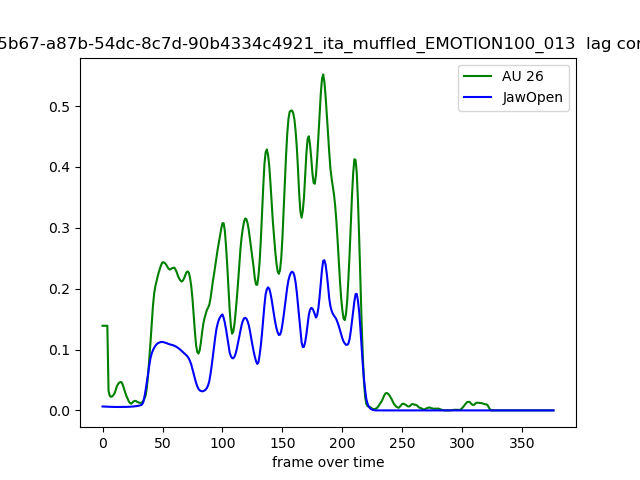 5b67-a87b-54dc-8c7d-90b4334c4921_ita_muffled_EMOTION100_013 lag cor
AU 26
JawOpen
0.5
0.4
0.3
0.2
0.1
0.0
0 50 100 150 200 250 300 350
frame over time